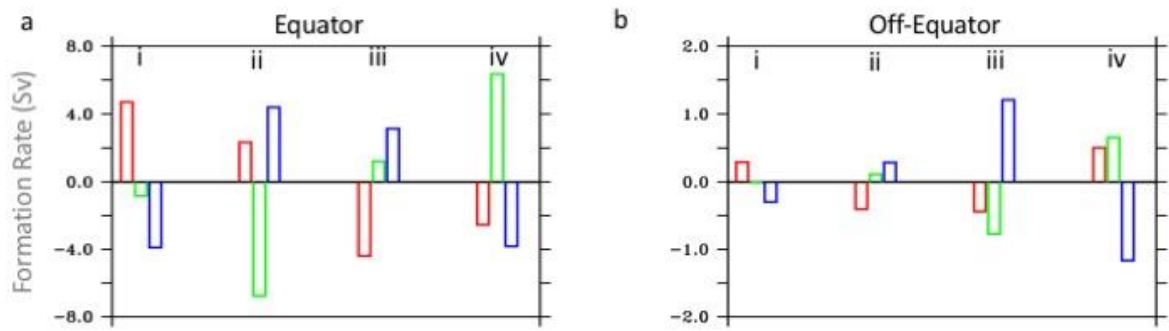 a
Equator
i
ii
iii
iv
8.0
4.0
0.0
-4.0
-8.0
Formation Rate (Sv)
b
Off-Equator
i
ii
iii
iv
2.0
1.0
0.0
-1.0
-2.0